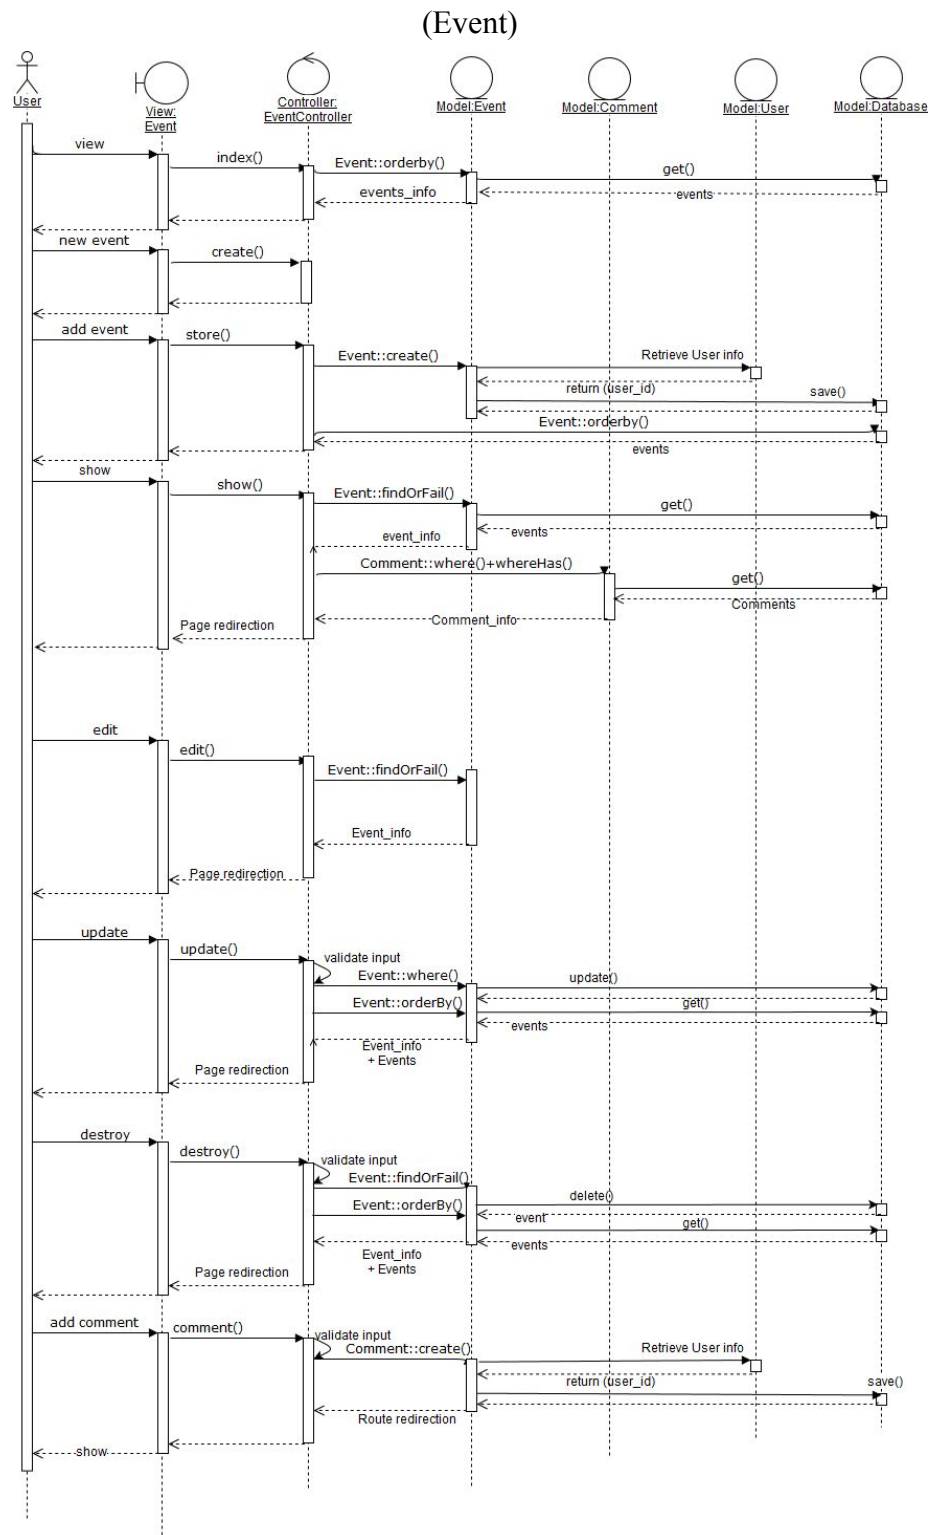 (Event)
User
View:
Event
Controller:
EventController
Model:Event
Model:Comment
Model:User
Model:Database
view
index()
Event::orderby()
get()
events_info
events
new event
create()
add event
store()
Event::create()
Retrieve User info
return (user_id)
save()
Event::orderby()
events
show
show()
Event::findOrFail()
get()
events
event_info
Comment::where()+whereHas()
get()
Comments
Comment_info
Page redirection
edit
edit()
Event::findOrFail()
Event_info
Page redirection
update
update()
validate input
Event::where()
update()
Event::orderBy()
get()
events
Event_info
+ Events
Page redirection
destroy
destroy()
validate input
Event::findOrFail()
delete()
Event::orderBy()
event
get()
events
Event_info
+ Events
Page redirection
add comment
comment()
validate input
Comment::create()
Retrieve User info
return (user_id)
save()
Route redirection
show